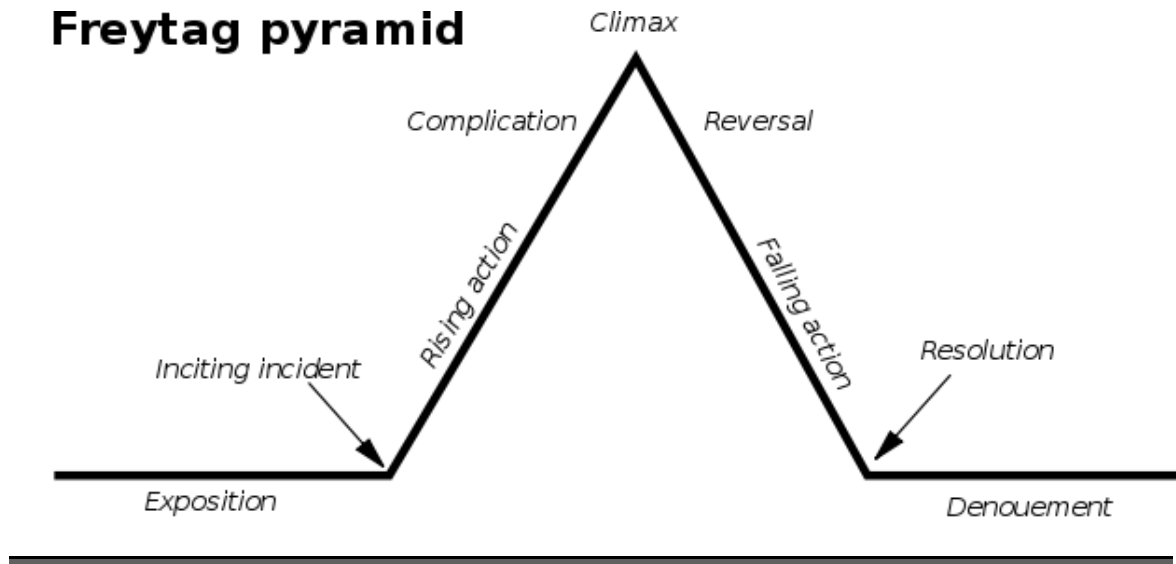 Freytag pyramid
Climax
Complication
Reversal
Rising action
Falling action
Inciting incident
Resolution
Exposition
Denouement